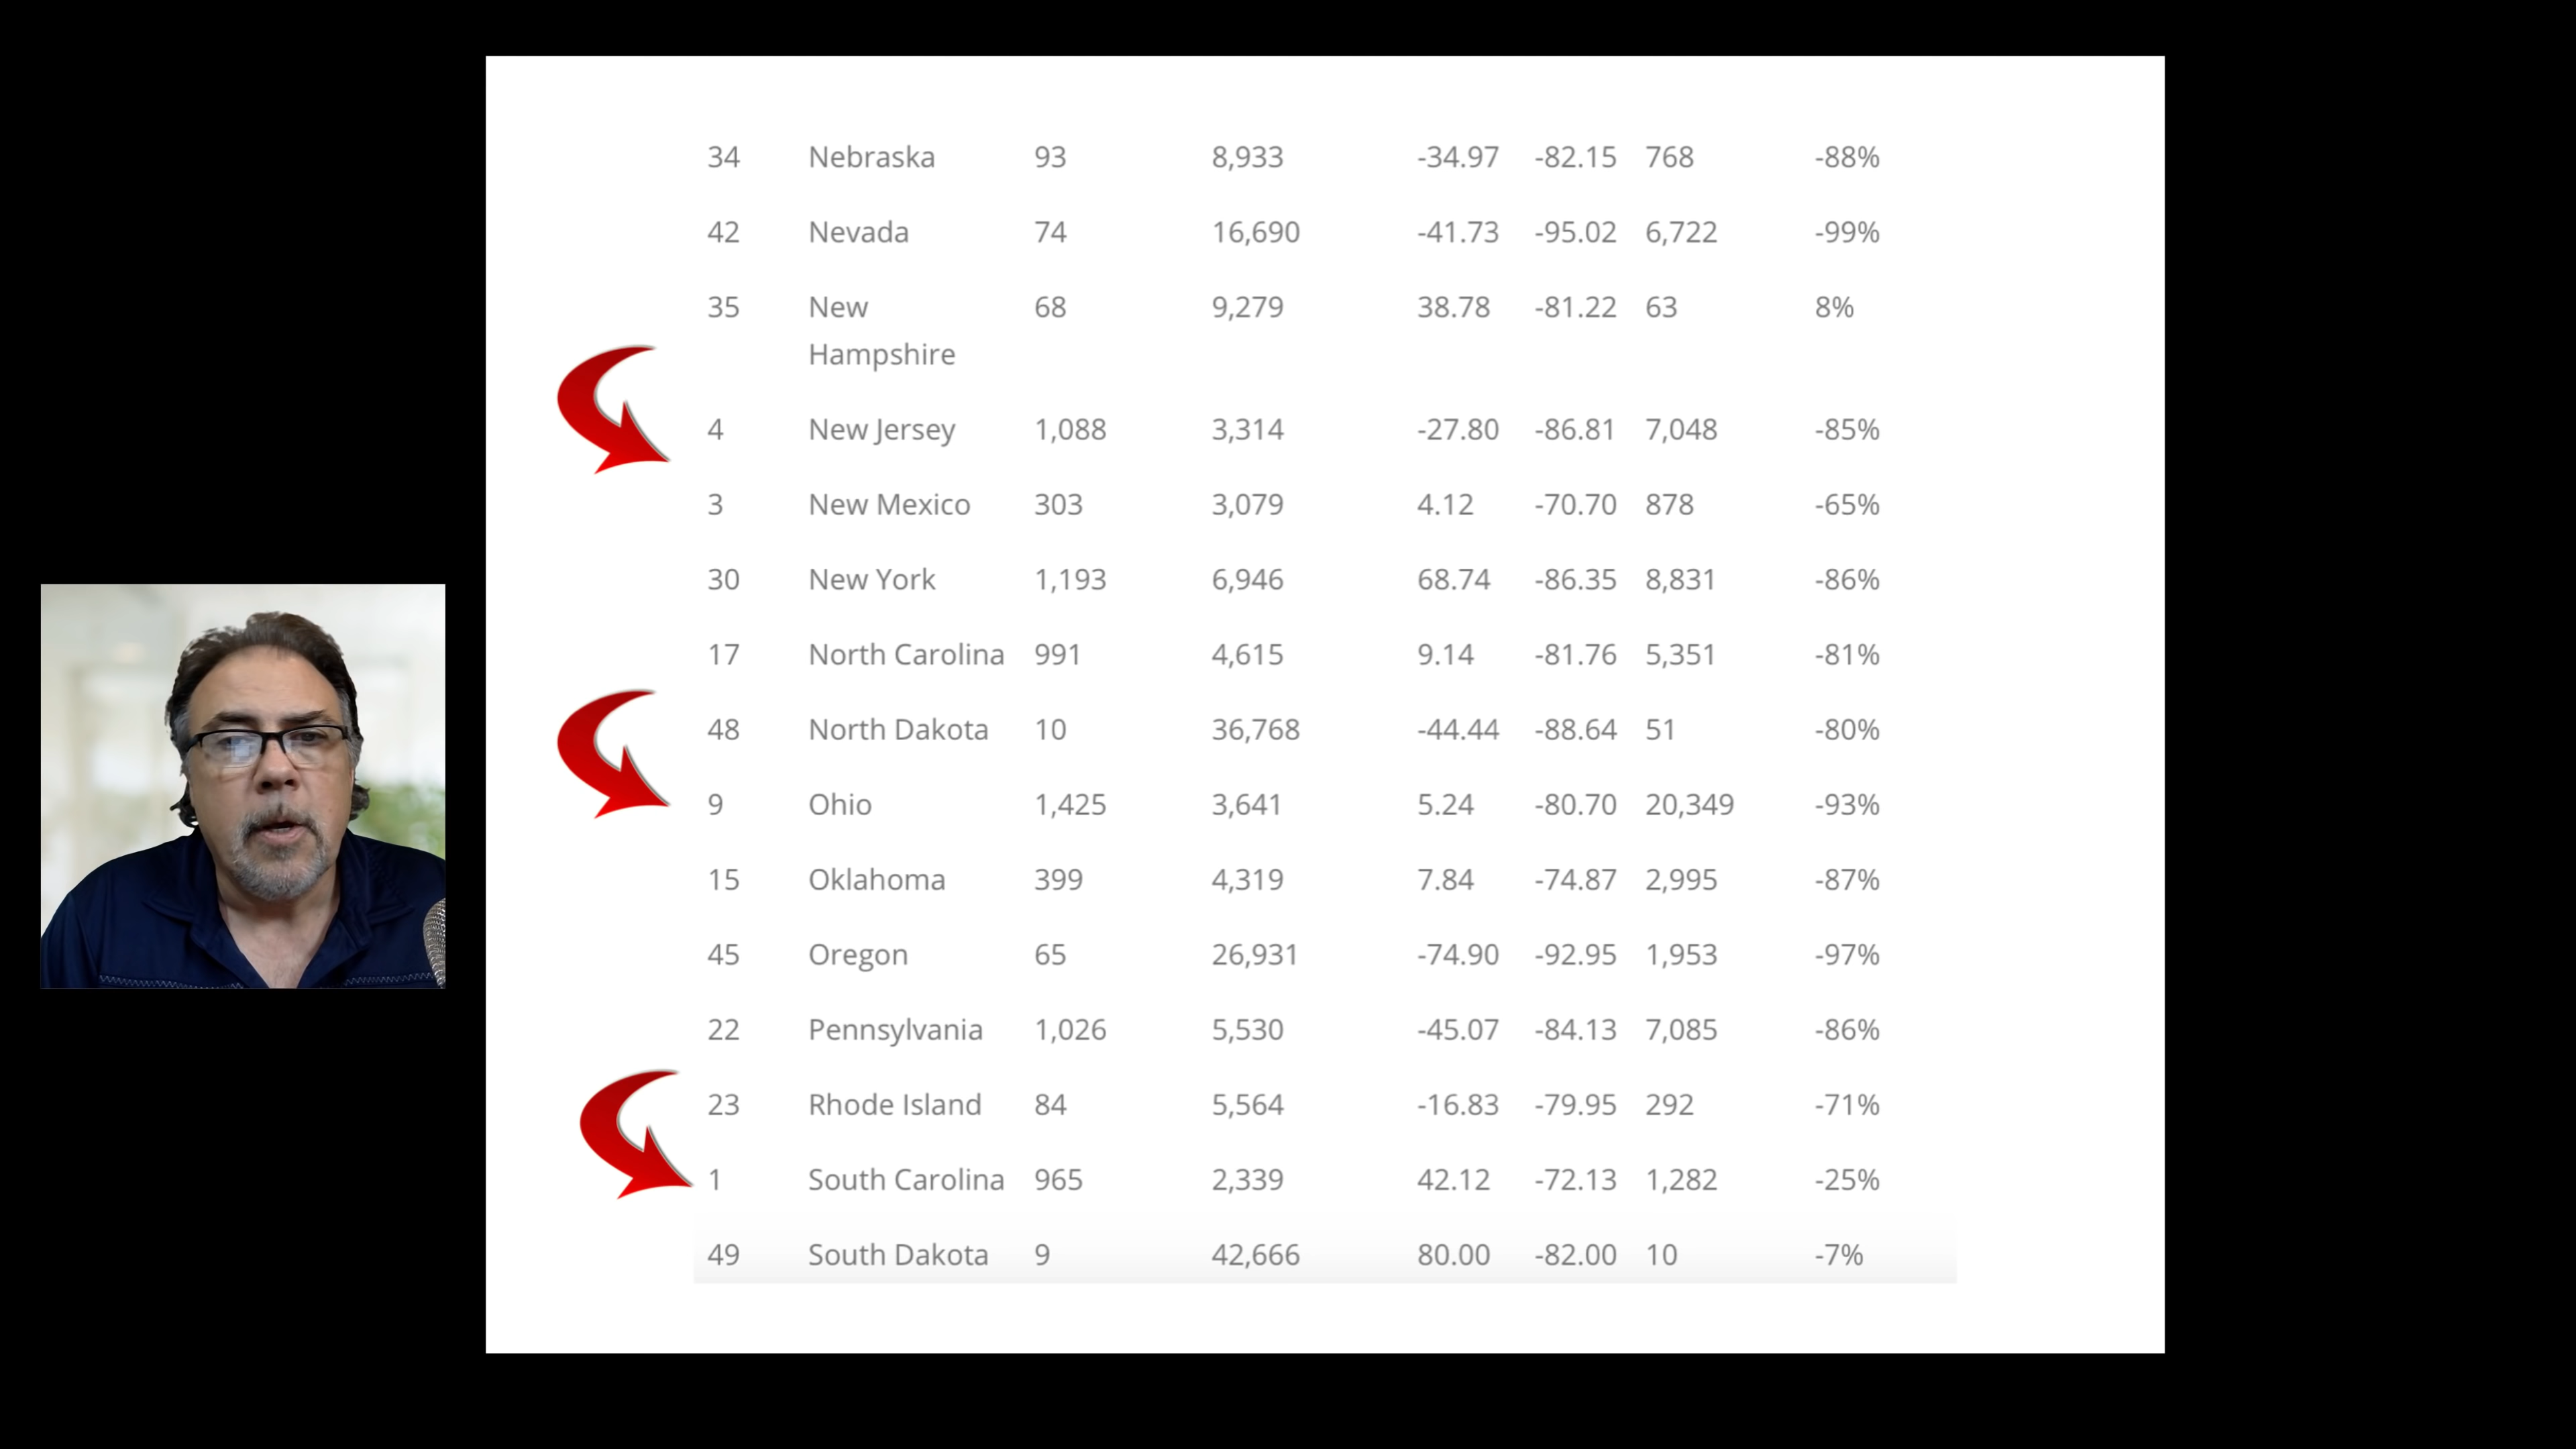 34 Nebraska 93 8,933 -34.97 -82.15 768 -88%
42 Nevada 74 16,690 -41.73 -95.02 6,722 -99%
35 New 68 9,279 38.78 -81.22 63 8%
Hampshire
4 New Jersey 1,088 3,314 -27.80 -86.81 7,048 -85%
3 New Mexico 303 3,079 4.12 -70.70 878 -65%
30 New York 1,193 6,946 68.74 -86.35 8,831 -86%
17 North Carolina 991 4,615 9.14 -81.76 5,351 -81%
48 North Dakota 10 36,768 -44.44 -88.64 51 -80%
9 Ohio 1,425 3,641 5.24 -80.70 20,349 -93%
15 Oklahoma 399 4,319 7.84 -74.87 2,995 -87%
45 Oregon 65 26,931 -74.90 -92.95 1,953 -97%
22 Pennsylvania 1,026 5,530 -45.07 -84.13 7,085 -86%
23 Rhode Island 84 5,564 -16.83 -79.95 292 -71%
1 South Carolina 965 2,339 42.12 -72.13 1,282 -25%
49 South Dakota 9 42,666 80.00 -82.00 10 -7%